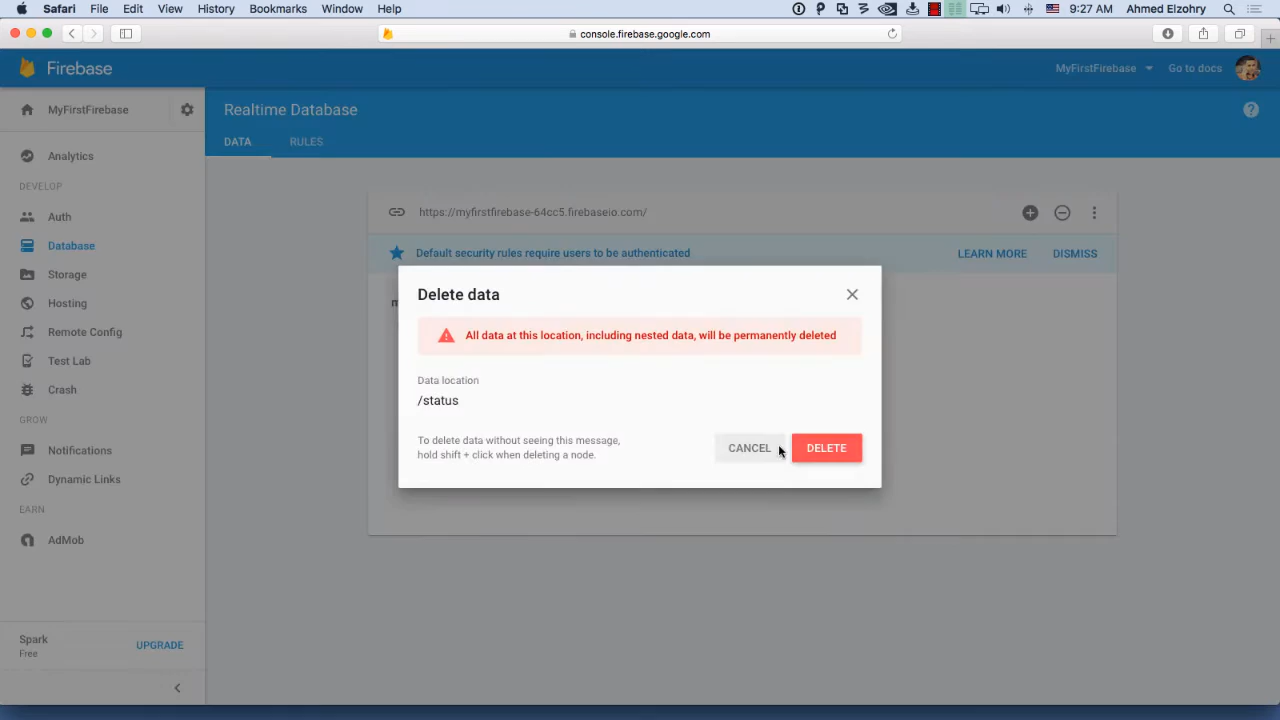 Safari File Edit View History Bookmarks Window Help 9:27 AM Ahmed Elzohry
console.firebase.google.com
Firebase MyFirstFirebase Go to docs
MyFirstFirebase
Realtime Database
DATA RULES
Analytics
DEVELOP
Auth
Database
Storage
Hosting
Remote Config
Test Lab
Crash
GROW
Notifications
Dynamic Links
EARN
AdMob
Spark
Free
UPGRADE
https://myfirstfirebase-64cc5.firebaseio.com/
Default security rules require users to be authenticated LEARN MORE DISMISS
Delete data
All data at this location, including nested data, will be permanently deleted
Data location
/status
To delete data without seeing this message,
hold shift + click when deleting a node.
CANCEL DELETE